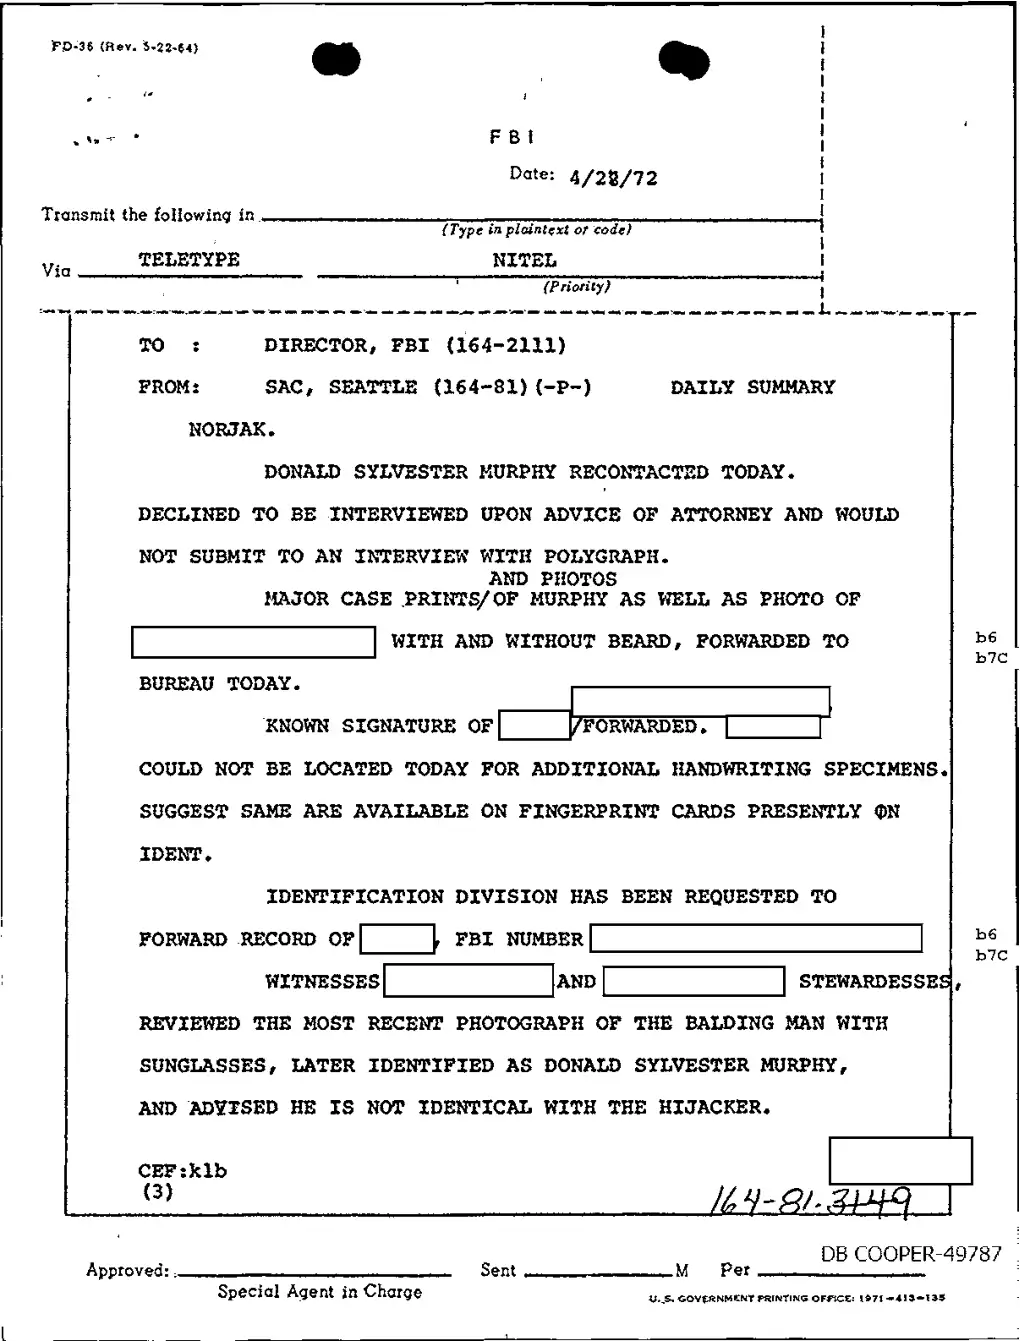 FD-36 (Rev. 5-22-64)
FBI
Date: 4/28/72
Transmit the following in
(Type in plaintext or code)
Via TELETYPE NITEL
(Priority)
TO : DIRECTOR, FBI (164-2111)
FROM: SAC, SEATTLE (164-81)(-P-) DAILY SUMMARY
NORJAK.
DONALD SYLVESTER MURPHY RECONTACTED TODAY.
DECLINED TO BE INTERVIEWED UPON ADVICE OF ATTORNEY AND WOULD
NOT SUBMIT TO AN INTERVIEW WITH POLYGRAPH.
AND PHOTOS
MAJOR CASE PRINTS/OF MURPHY AS WELL AS PHOTO OF
WITH AND WITHOUT BEARD, FORWARDED TO
b6
b7C
BUREAU TODAY.
KNOWN SIGNATURE OF /FORWARDED.
COULD NOT BE LOCATED TODAY FOR ADDITIONAL HANDWRITING SPECIMENS.
SUGGEST SAME ARE AVAILABLE ON FINGERPRINT CARDS PRESENTLY ON
IDENT.
IDENTIFICATION DIVISION HAS BEEN REQUESTED TO
FORWARD RECORD OF , FBI NUMBER
b6
b7C
WITNESSES AND STEWARDESSES,
REVIEWED THE MOST RECENT PHOTOGRAPH OF THE BALDING MAN WITH
SUNGLASSES, LATER IDENTIFIED AS DONALD SYLVESTER MURPHY,
AND ADVISED HE IS NOT IDENTICAL WITH THE HIJACKER.
CEF:klb
(3)
164-81-3449
DB COOPER-49787
Approved: Sent M Per
Special Agent in Charge
U.S. GOVERNMENT PRINTING OFFICE: 1971-413-135